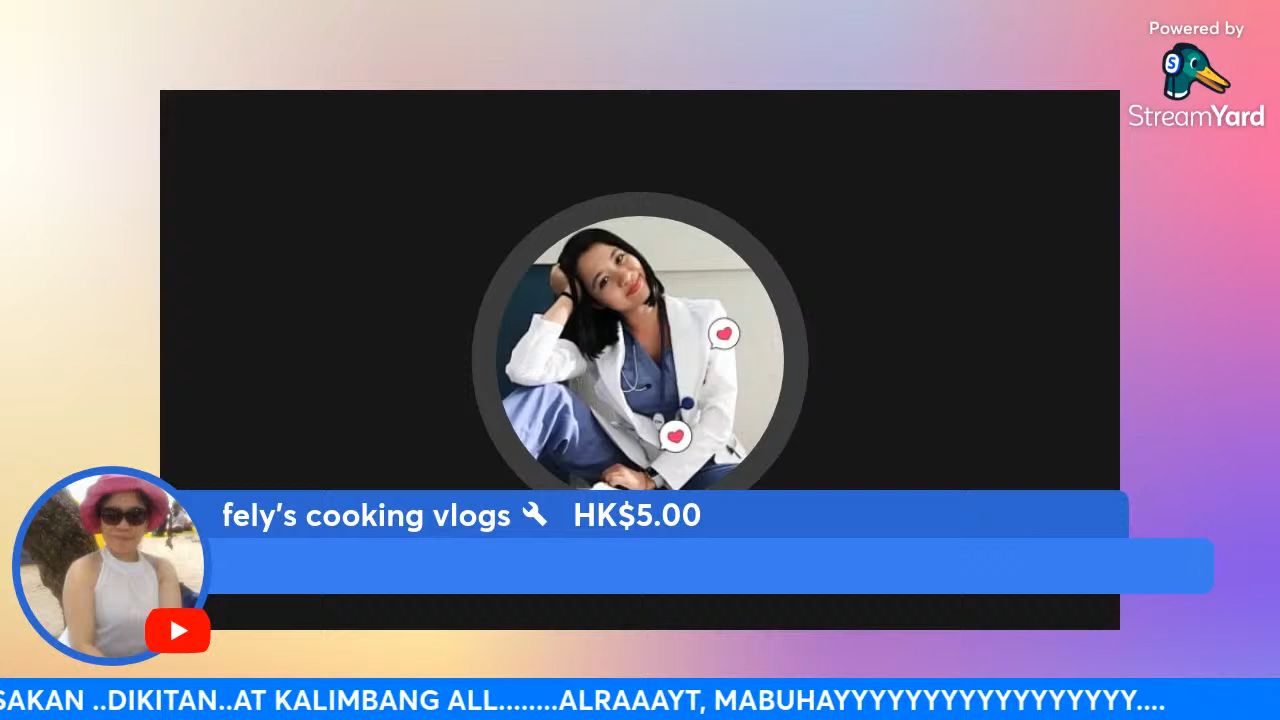 Powered by
S
StreamYard
fely's cooking vlogs HK$5.00
SAKAN ..DIKITAN..AT KALIMBANG ALL........ALRAAAYT, MABUHAYYYYYYYYYYYYYYYYY....